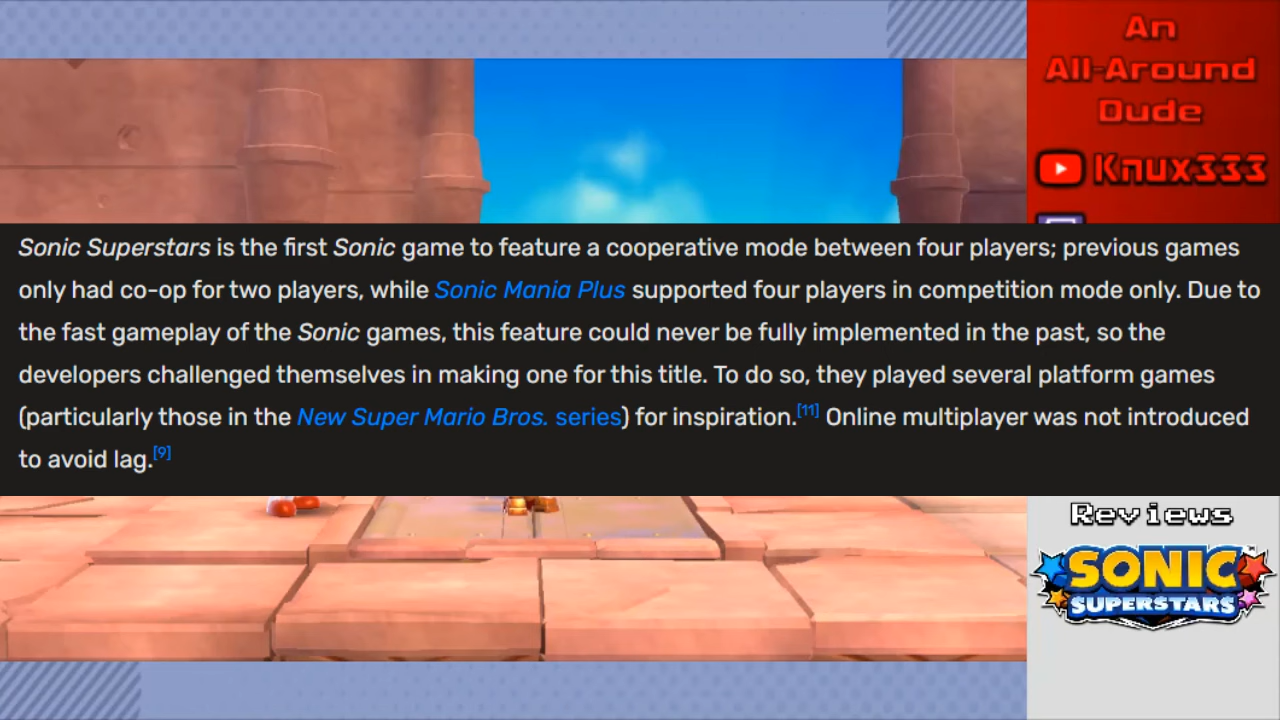 An
All-Around
Dude
Knux333
Sonic Superstars is the first Sonic game to feature a cooperative mode between four players; previous games
only had co-op for two players, while Sonic Mania Plus supported four players in competition mode only. Due to
the fast gameplay of the Sonic games, this feature could never be fully implemented in the past, so the
developers challenged themselves in making one for this title. To do so, they played several platform games
(particularly those in the New Super Mario Bros. series) for inspiration.[11] Online multiplayer was not introduced
to avoid lag.[9]
Reviews
SONIC
SUPERSTARS